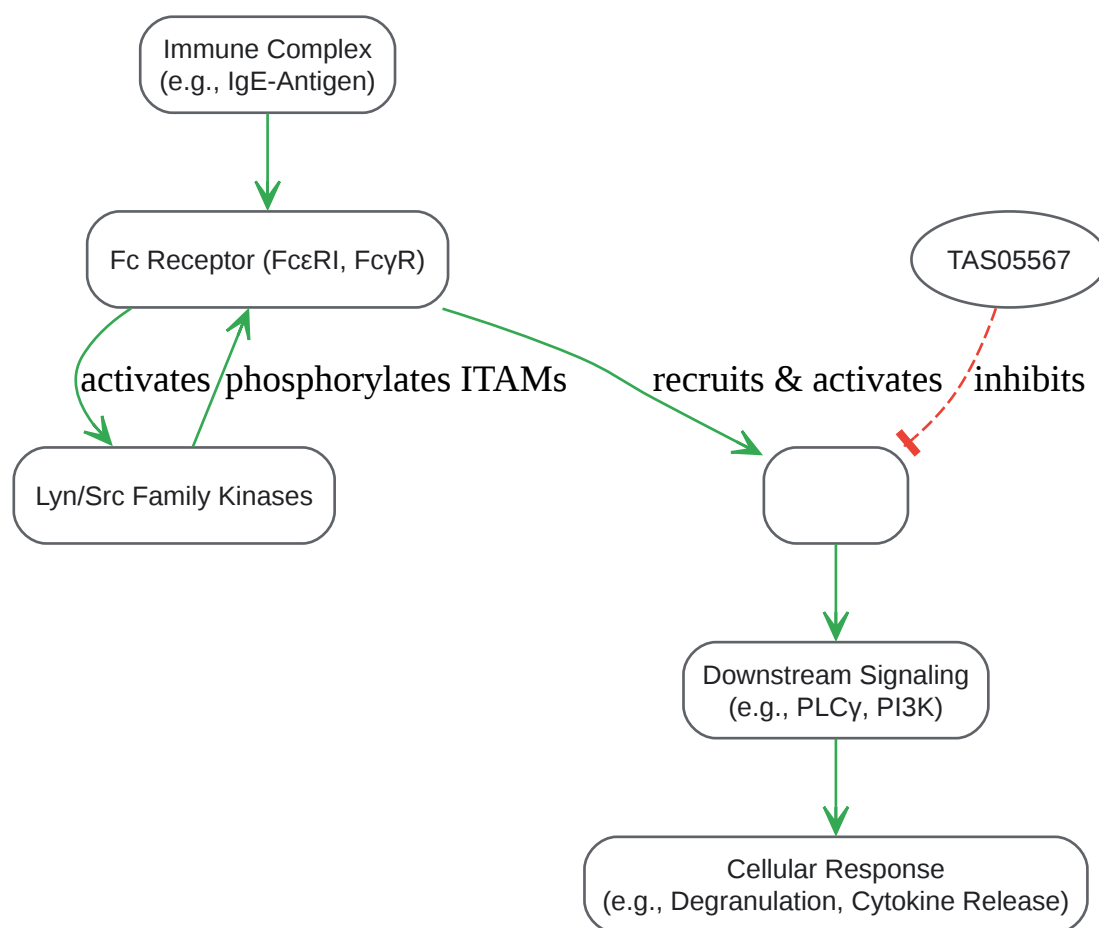 Immune Complex
(e.g., IgE-Antigen)
Fc Receptor (FcεRI, FcγR)
TAS05567
activates
phosphorylates ITAMs
recruits & activates
inhibits
Lyn/Src Family Kinases
Downstream Signaling
(e.g., PLCγ, PI3K)
Cellular Response
(e.g., Degranulation, Cytokine Release)